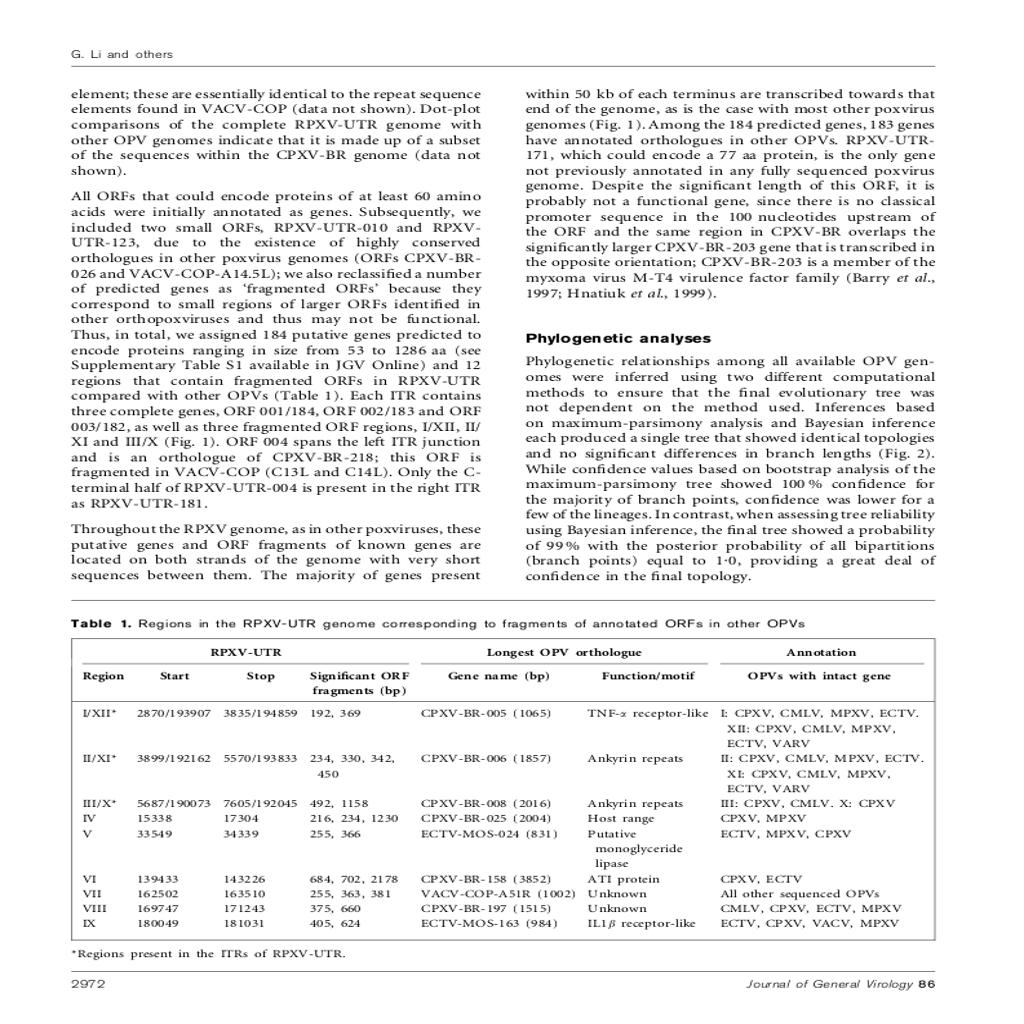 G. Li and others
element; these are essentially identical to the repeat sequence
elements found in VACV-COP (data not shown). Dot-plot
comparisons of the complete RPXV-UTR genome with
other OPV genomes indicate that it is made up of a subset
of the sequences within the CPXV-BR genome (data not
shown).
All ORFs that could encode proteins of at least 60 amino
acids were initially annotated as genes. Subsequently, we
included two small ORFs, RPXV-UTR-010 and RPXV-
UTR-123, due to the existence of highly conserved
orthologues in other poxvirus genomes (ORFs CPXV-BR-
026 and VACV-COP-A14.5L); we also reclassified a number
of predicted genes as ‘fragmented ORFs’ because they
correspond to small regions of larger ORFs identified in
other orthopoxviruses and thus may not be functional.
Thus, in total, we assigned 184 putative genes predicted to
encode proteins ranging in size from 53 to 1286 aa (see
Supplementary Table S1 available in JGV Online) and 12
regions that contain fragmented ORFs in RPXV-UTR
compared with other OPVs (Table 1). Each ITR contains
three complete genes, ORF 001/184, ORF 002/183 and ORF
003/182, as well as three fragmented ORF regions, I/XII, II/
XI and III/X (Fig. 1). ORF 004 spans the left ITR junction
and is an orthologue of CPXV-BR-218; this ORF is
fragmented in VACV-COP (C13L and C14L). Only the C-
terminal half of RPXV-UTR-004 is present in the right ITR
as RPXV-UTR-181.
Throughout the RPXV genome, as in other poxviruses, these
putative genes and ORF fragments of known genes are
located on both strands of the genome with very short
sequences between them. The majority of genes present
within 50 kb of each terminus are transcribed towards that
end of the genome, as is the case with most other poxvirus
genomes (Fig. 1). Among the 184 predicted genes, 183 genes
have annotated orthologues in other OPVs. RPXV-UTR-
171, which could encode a 77 aa protein, is the only gene
not previously annotated in any fully sequenced poxvirus
genome. Despite the significant length of this ORF, it is
probably not a functional gene, since there is no classical
promoter sequence in the 100 nucleotides upstream of
the ORF and the same region in CPXV-BR overlaps the
significantly larger CPXV-BR-203 gene that is transcribed in
the opposite orientation; CPXV-BR-203 is a member of the
myxoma virus M-T4 virulence factor family (Barry et al.,
1997; Hnatiuk et al., 1999).
Phylogenetic analyses
Phylogenetic relationships among all available OPV gen-
omes were inferred using two different computational
methods to ensure that the final evolutionary tree was
not dependent on the method used. Inferences based
on maximum-parsimony analysis and Bayesian inference
each produced a single tree that showed identical topologies
and no significant differences in branch lengths (Fig. 2).
While confidence values based on bootstrap analysis of the
maximum-parsimony tree showed 100 % confidence for
the majority of branch points, confidence was lower for a
few of the lineages. In contrast, when assessing tree reliability
using Bayesian inference, the final tree showed a probability
of 99 % with the posterior probability of all bipartitions
(branch points) equal to 1·0, providing a great deal of
confidence in the final topology.
Table 1. Regions in the RPXV-UTR genome corresponding to fragments of annotated ORFs in other OPVs
RPXV-UTR Longest OPV orthologue Annotation
Region Start Stop Significant ORF Gene name (bp) Function/motif OPVs with intact gene
fragments (bp)
I/XII* 2870/193907 3835/194859 192, 369 CPXV-BR-005 (1065) TNF-α receptor-like I: CPXV, CMLV, MPXV, ECTV.
XII: CPXV, CMLV, MPXV,
ECTV, VARV
II/XI* 3899/192162 5570/193833 234, 330, 342, CPXV-BR-006 (1857) Ankyrin repeats II: CPXV, CMLV, MPXV, ECTV.
450 XI: CPXV, CMLV, MPXV,
ECTV, VARV
III/X* 5687/190073 7605/192045 492, 1158 CPXV-BR-008 (2016) Ankyrin repeats III: CPXV, CMLV. X: CPXV
IV 15338 17304 216, 234, 1230 CPXV-BR-025 (2004) Host range CPXV, MPXV
V 33549 34339 255, 366 ECTV-MOS-024 (831) Putative ECTV, MPXV, CPXV
monoglyceride
lipase
VI 139433 143226 684, 702, 2178 CPXV-BR-158 (3852) ATI protein CPXV, ECTV
VII 162502 163510 255, 363, 381 VACV-COP-A51R (1002) Unknown All other sequenced OPVs
VIII 169747 171243 375, 660 CPXV-BR-197 (1515) Unknown CMLV, CPXV, ECTV, MPXV
IX 180049 181031 405, 624 ECTV-MOS-163 (984) IL1β receptor-like ECTV, CPXV, VACV, MPXV
*Regions present in the ITRs of RPXV-UTR.
2972 Journal of General Virology 86